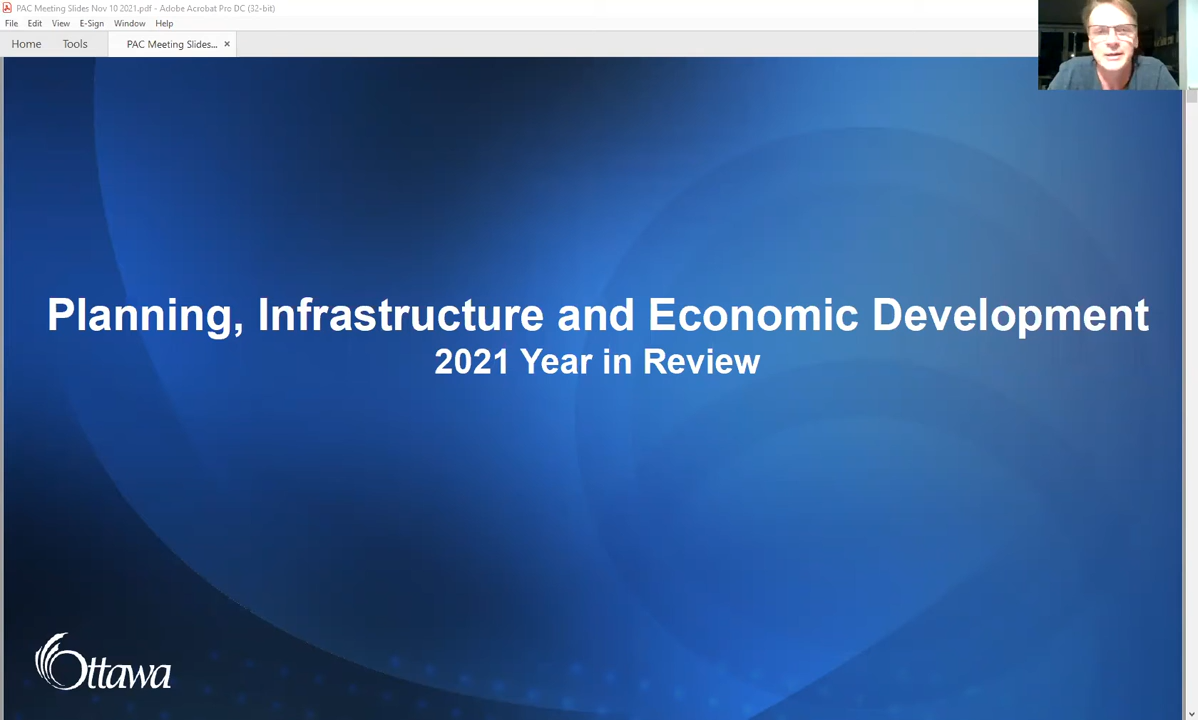 PAC Meeting Slides Nov 10 2021.pdf - Adobe Acrobat Pro DC (32-bit)
File Edit View E-Sign Window Help
Home Tools PAC Meeting Slides... ×
Planning, Infrastructure and Economic Development
2021 Year in Review
Ottawa